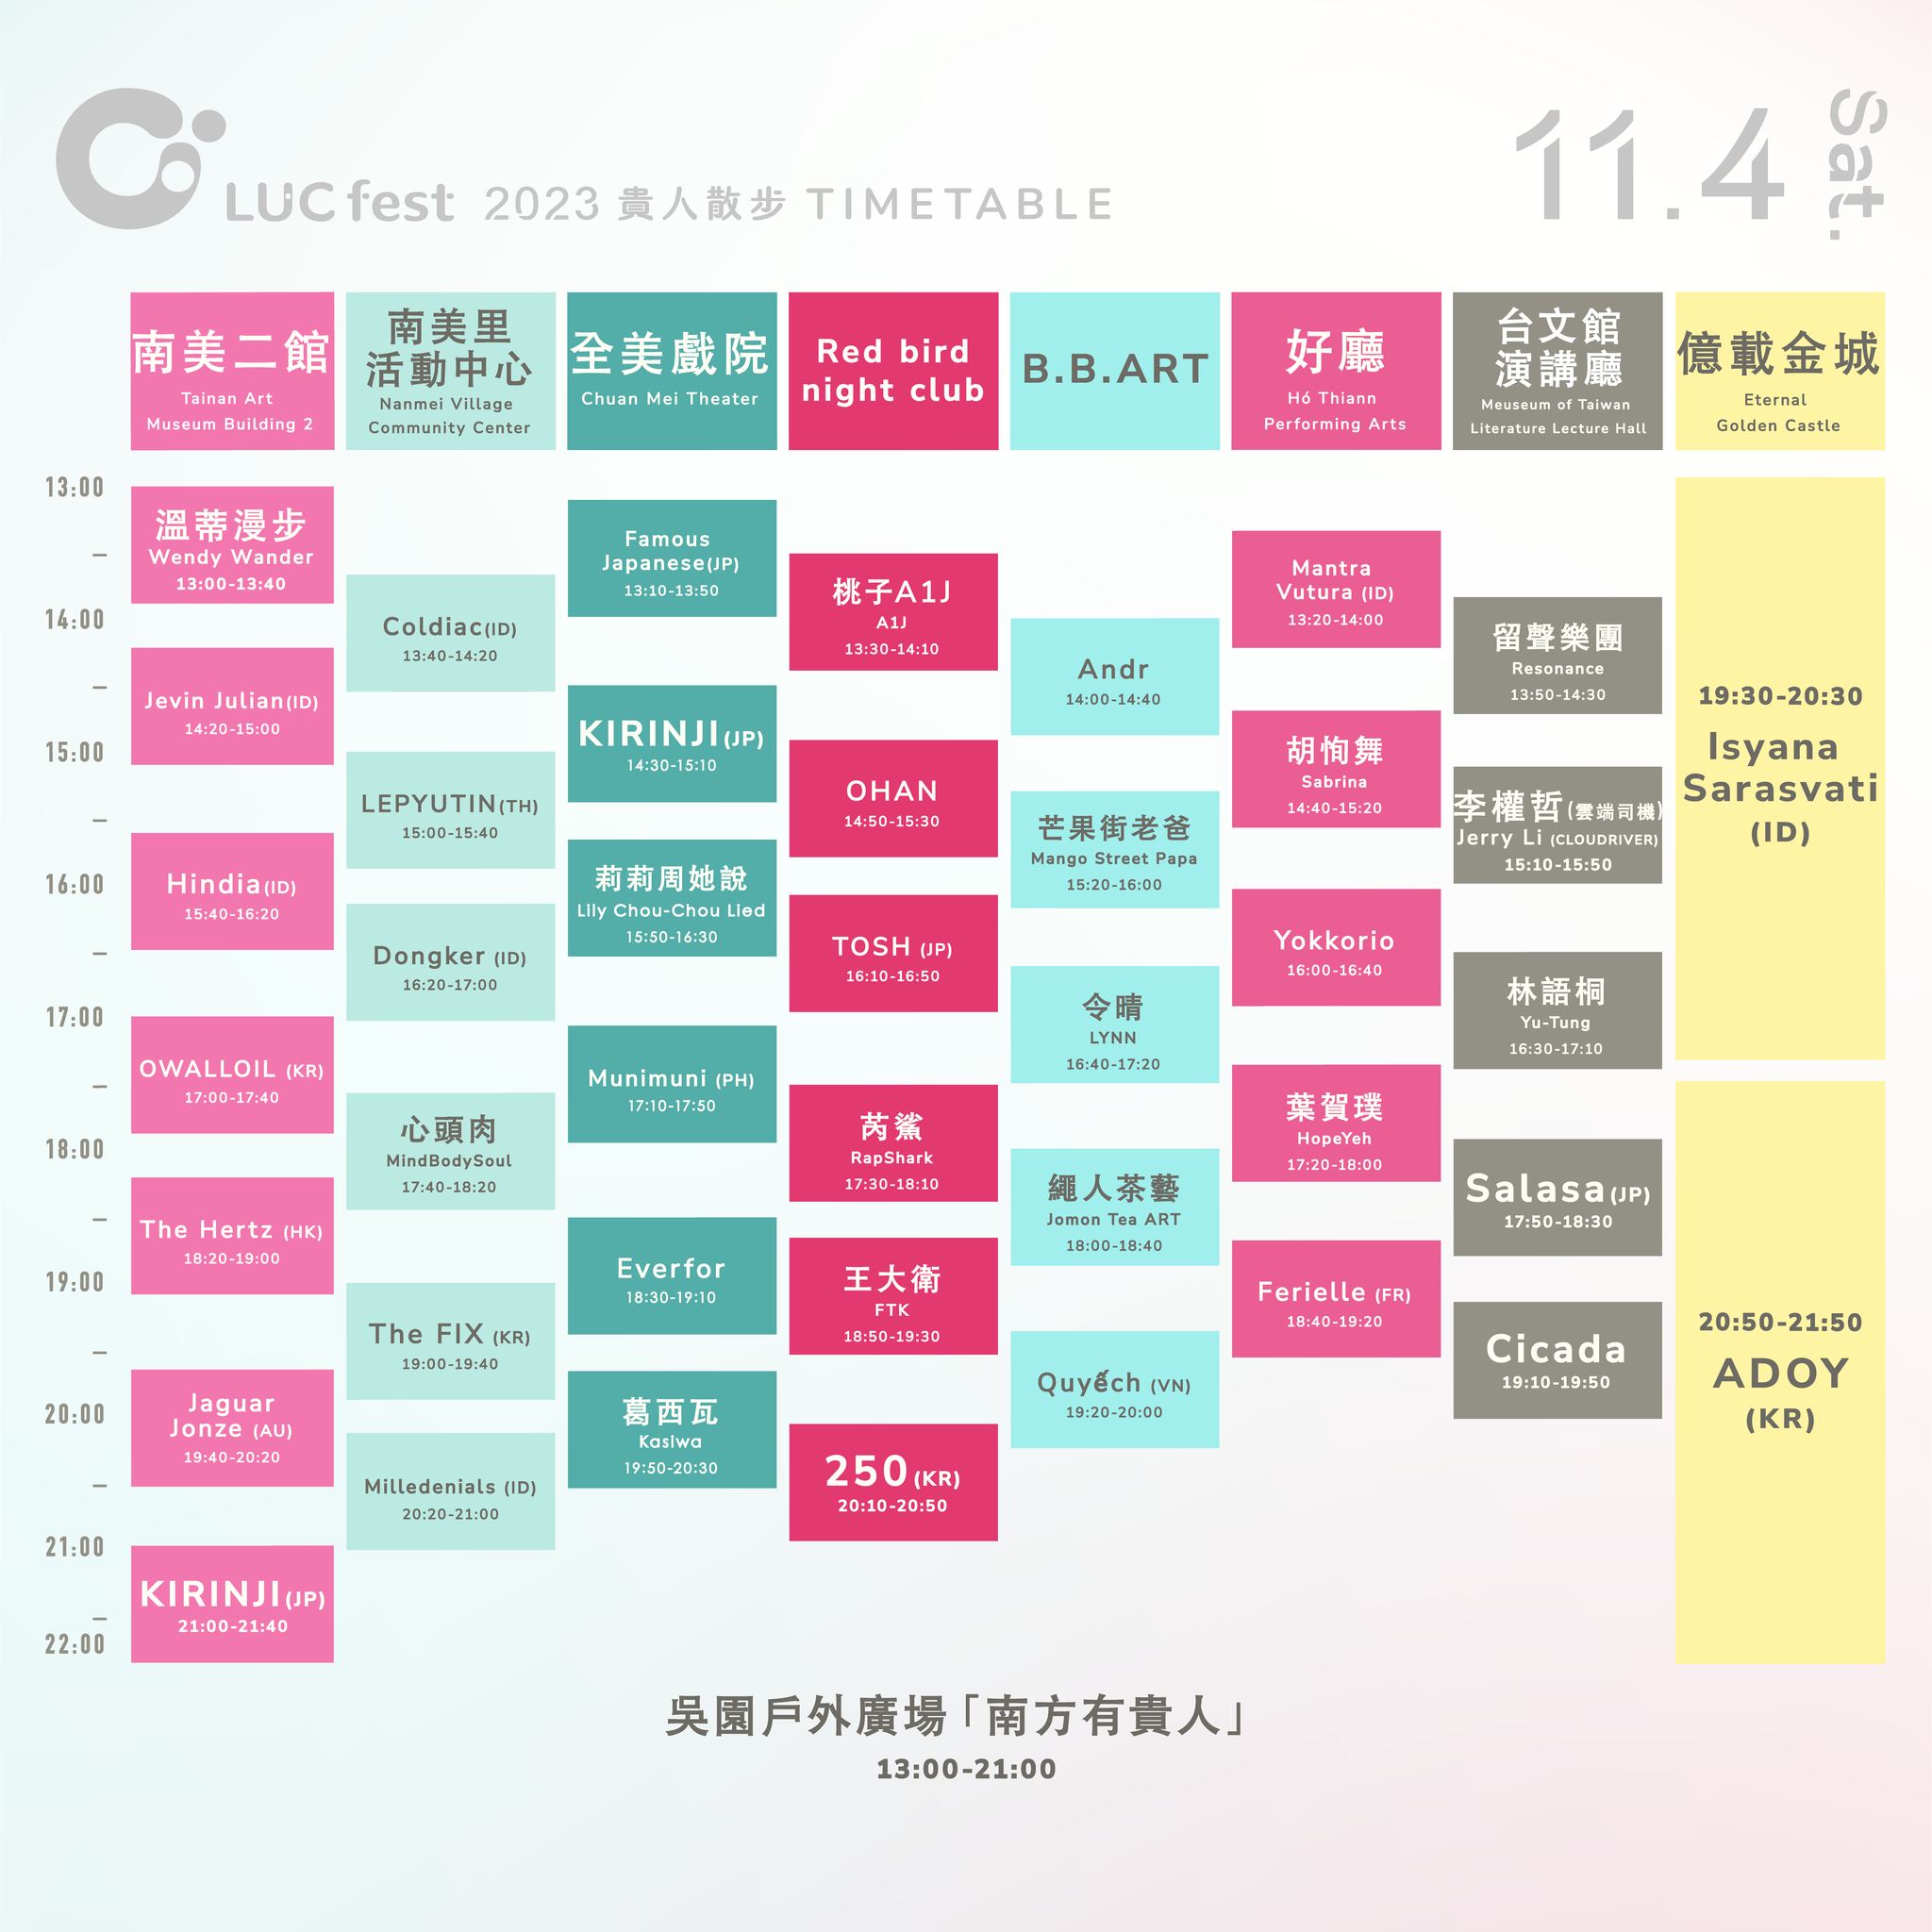 LUC fest 2023 貴人散步 TIMETABLE
11.4 Sat.
南美二館
Tainan Art
Museum Building 2
南美里
活動中心
Nanmei Village
Community Center
全美戲院
Chuan Mei Theater
Red bird
night club
B.B.ART
好廳
Hó Thiann
Performing Arts
台文館
演講廳
Meuseum of Taiwan
Literature Lecture Hall
億載金城
Eternal
Golden Castle
13:00
–
14:00
–
15:00
–
16:00
–
17:00
–
18:00
–
19:00
–
20:00
–
21:00
–
22:00
溫蒂漫步
Wendy Wander
13:00-13:40
Jevin Julian(ID)
14:20-15:00
Hindia(ID)
15:40-16:20
OWALLOIL (KR)
17:00-17:40
The Hertz (HK)
18:20-19:00
Jaguar
Jonze (AU)
19:40-20:20
KIRINJI(JP)
21:00-21:40
Coldiac(ID)
13:40-14:20
LEPYUTIN(TH)
15:00-15:40
Dongker (ID)
16:20-17:00
心頭肉
MindBodySoul
17:40-18:20
The FIX (KR)
19:00-19:40
Milledenials (ID)
20:20-21:00
Famous
Japanese(JP)
13:10-13:50
KIRINJI(JP)
14:30-15:10
莉莉周她說
Lily Chou-Chou Lied
15:50-16:30
Munimuni (PH)
17:10-17:50
Everfor
18:30-19:10
葛西瓦
Kasiwa
19:50-20:30
桃子A1J
A1J
13:30-14:10
OHAN
14:50-15:30
TOSH (JP)
16:10-16:50
芮鯊
RapShark
17:30-18:10
王大衛
FTK
18:50-19:30
250(KR)
20:10-20:50
Andr
14:00-14:40
芒果街老爸
Mango Street Papa
15:20-16:00
令晴
LYNN
16:40-17:20
繩人茶藝
Jomon Tea ART
18:00-18:40
Quyếch (VN)
19:20-20:00
Mantra
Vutura (ID)
13:20-14:00
胡恂舞
Sabrina
14:40-15:20
Yokkorio
16:00-16:40
葉賀璞
HopeYeh
17:20-18:00
Ferielle (FR)
18:40-19:20
留聲樂團
Resonance
13:50-14:30
李權哲(雲端司機)
Jerry Li (CLOUDRIVER)
15:10-15:50
林語桐
Yu-Tung
16:30-17:10
Salasa(JP)
17:50-18:30
Cicada
19:10-19:50
19:30-20:30
Isyana
Sarasvati
(ID)
20:50-21:50
ADOY
(KR)
吳園戶外廣場「南方有貴人」
13:00-21:00